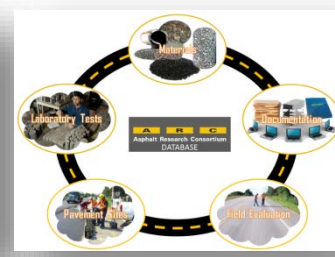 Materials
Laboratory Tests
Documentation
A R C
Asphalt Research Consortium
DATABASE
Pavement Sites
Field Evaluation